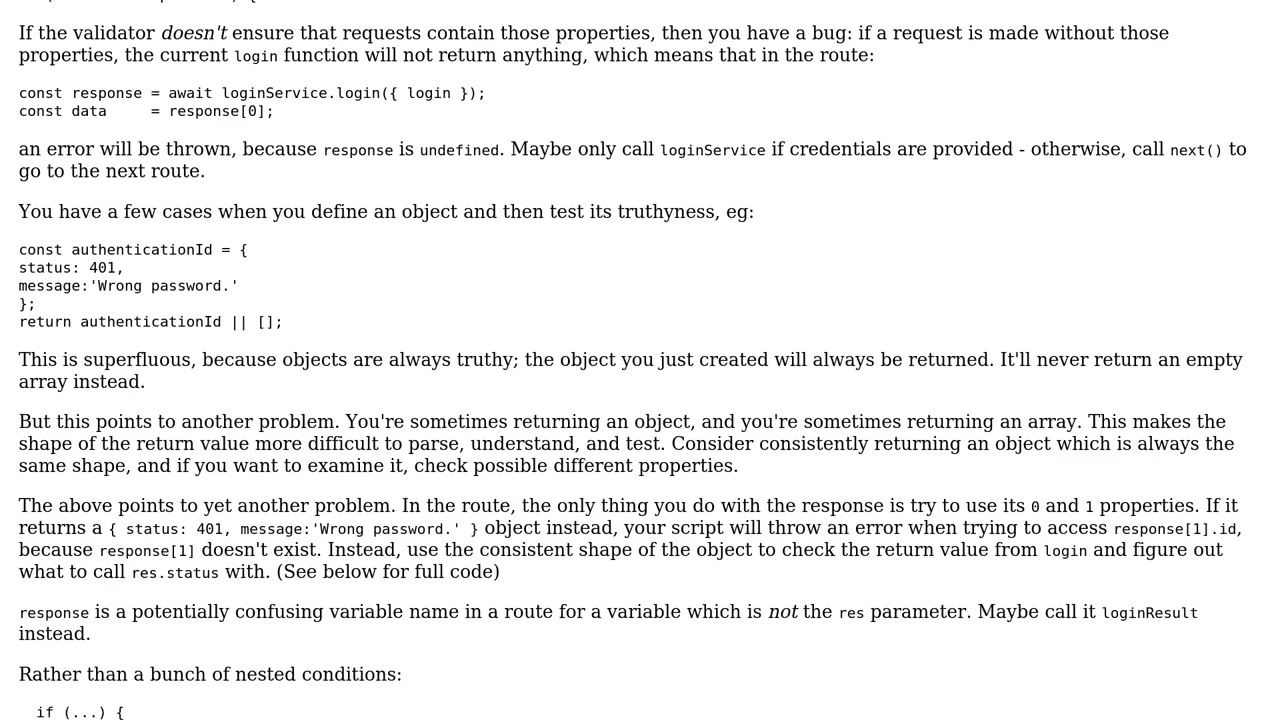 If the validator doesn't ensure that requests contain those properties, then you have a bug: if a request is made without those
properties, the current login function will not return anything, which means that in the route:
const response = await loginService.login({ login });
const data     = response[0];
an error will be thrown, because response is undefined. Maybe only call loginService if credentials are provided - otherwise, call next() to
go to the next route.
You have a few cases when you define an object and then test its truthyness, eg:
const authenticationId = {
status: 401,
message:'Wrong password.'
};
return authenticationId || [];
This is superfluous, because objects are always truthy; the object you just created will always be returned. It'll never return an empty
array instead.
But this points to another problem. You're sometimes returning an object, and you're sometimes returning an array. This makes the
shape of the return value more difficult to parse, understand, and test. Consider consistently returning an object which is always the
same shape, and if you want to examine it, check possible different properties.
The above points to yet another problem. In the route, the only thing you do with the response is try to use its 0 and 1 properties. If it
returns a { status: 401, message:'Wrong password.' } object instead, your script will throw an error when trying to access response[1].id,
because response[1] doesn't exist. Instead, use the consistent shape of the object to check the return value from login and figure out
what to call res.status with. (See below for full code)
response is a potentially confusing variable name in a route for a variable which is not the res parameter. Maybe call it loginResult
instead.
Rather than a bunch of nested conditions:
  if (...) {